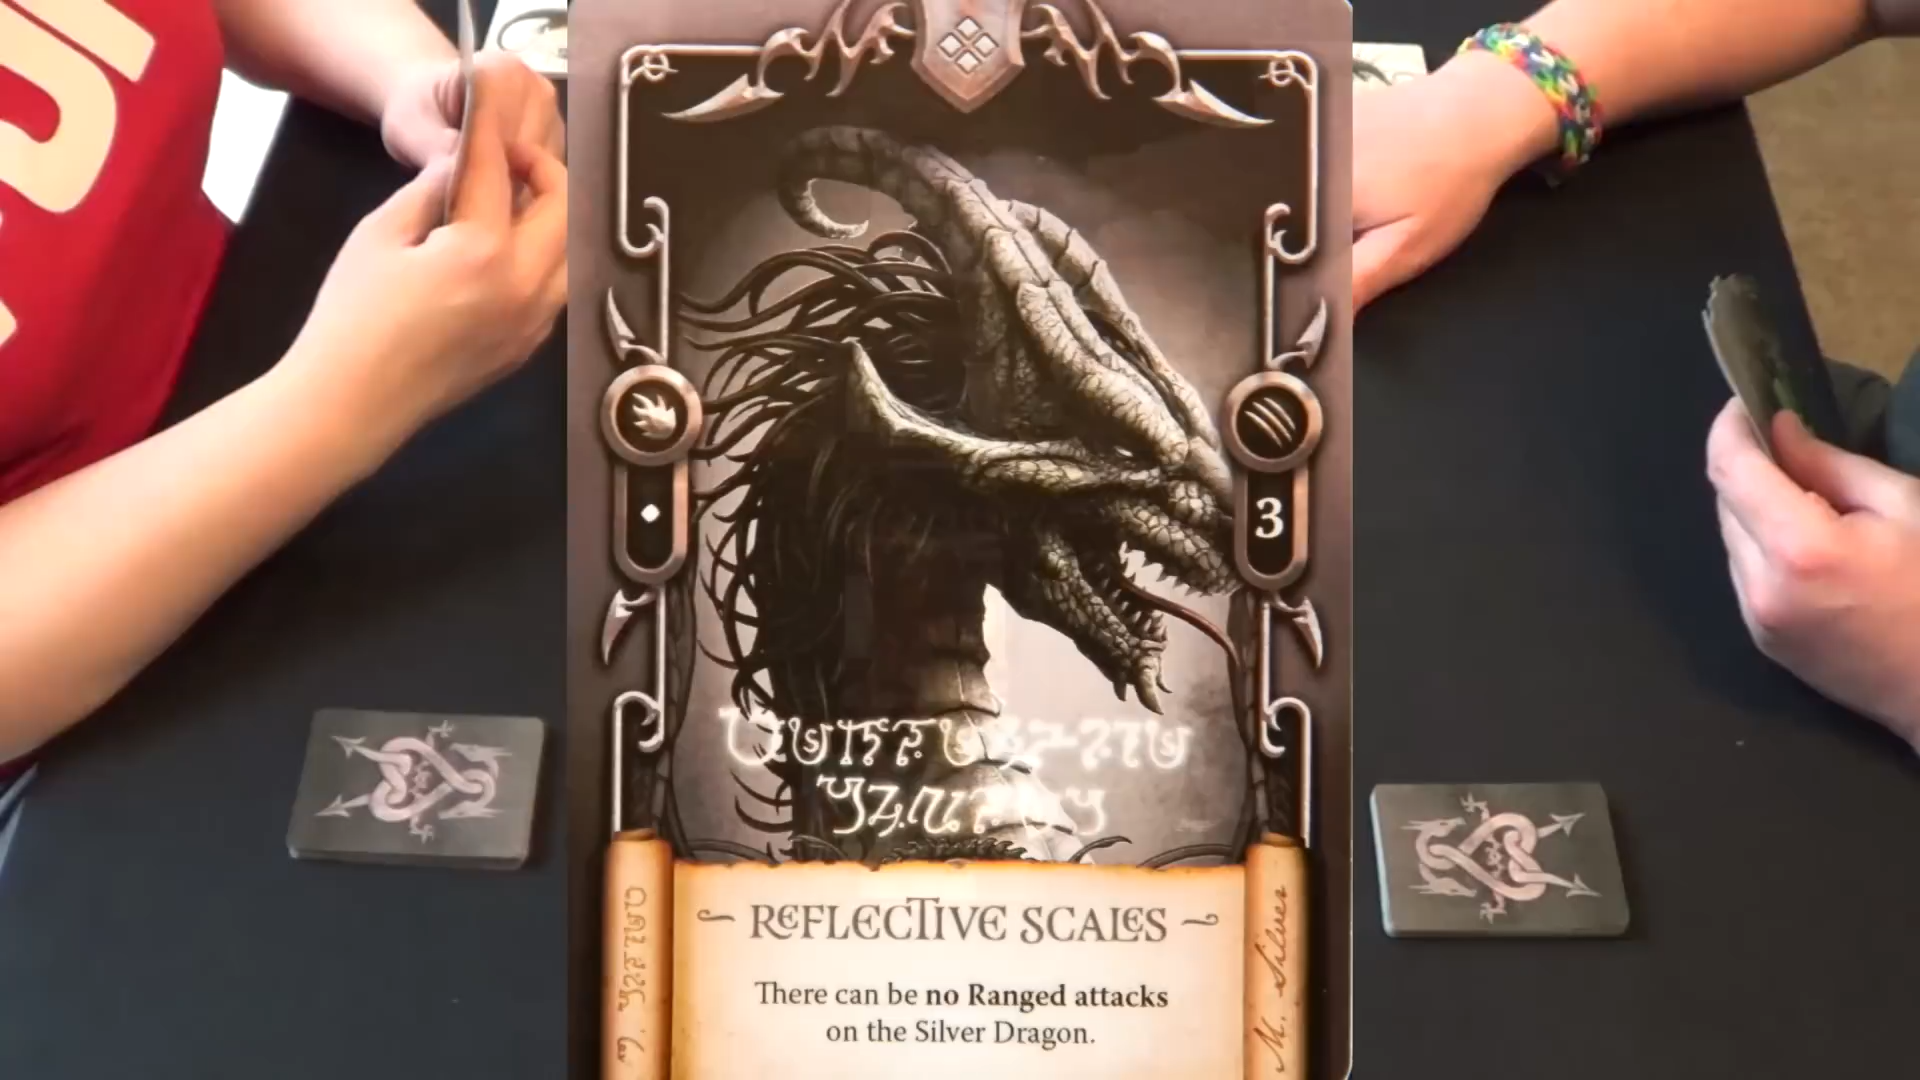 3
REFLECTIVE SCALES
There can be no Ranged attacks
on the Silver Dragon.
M. Silver